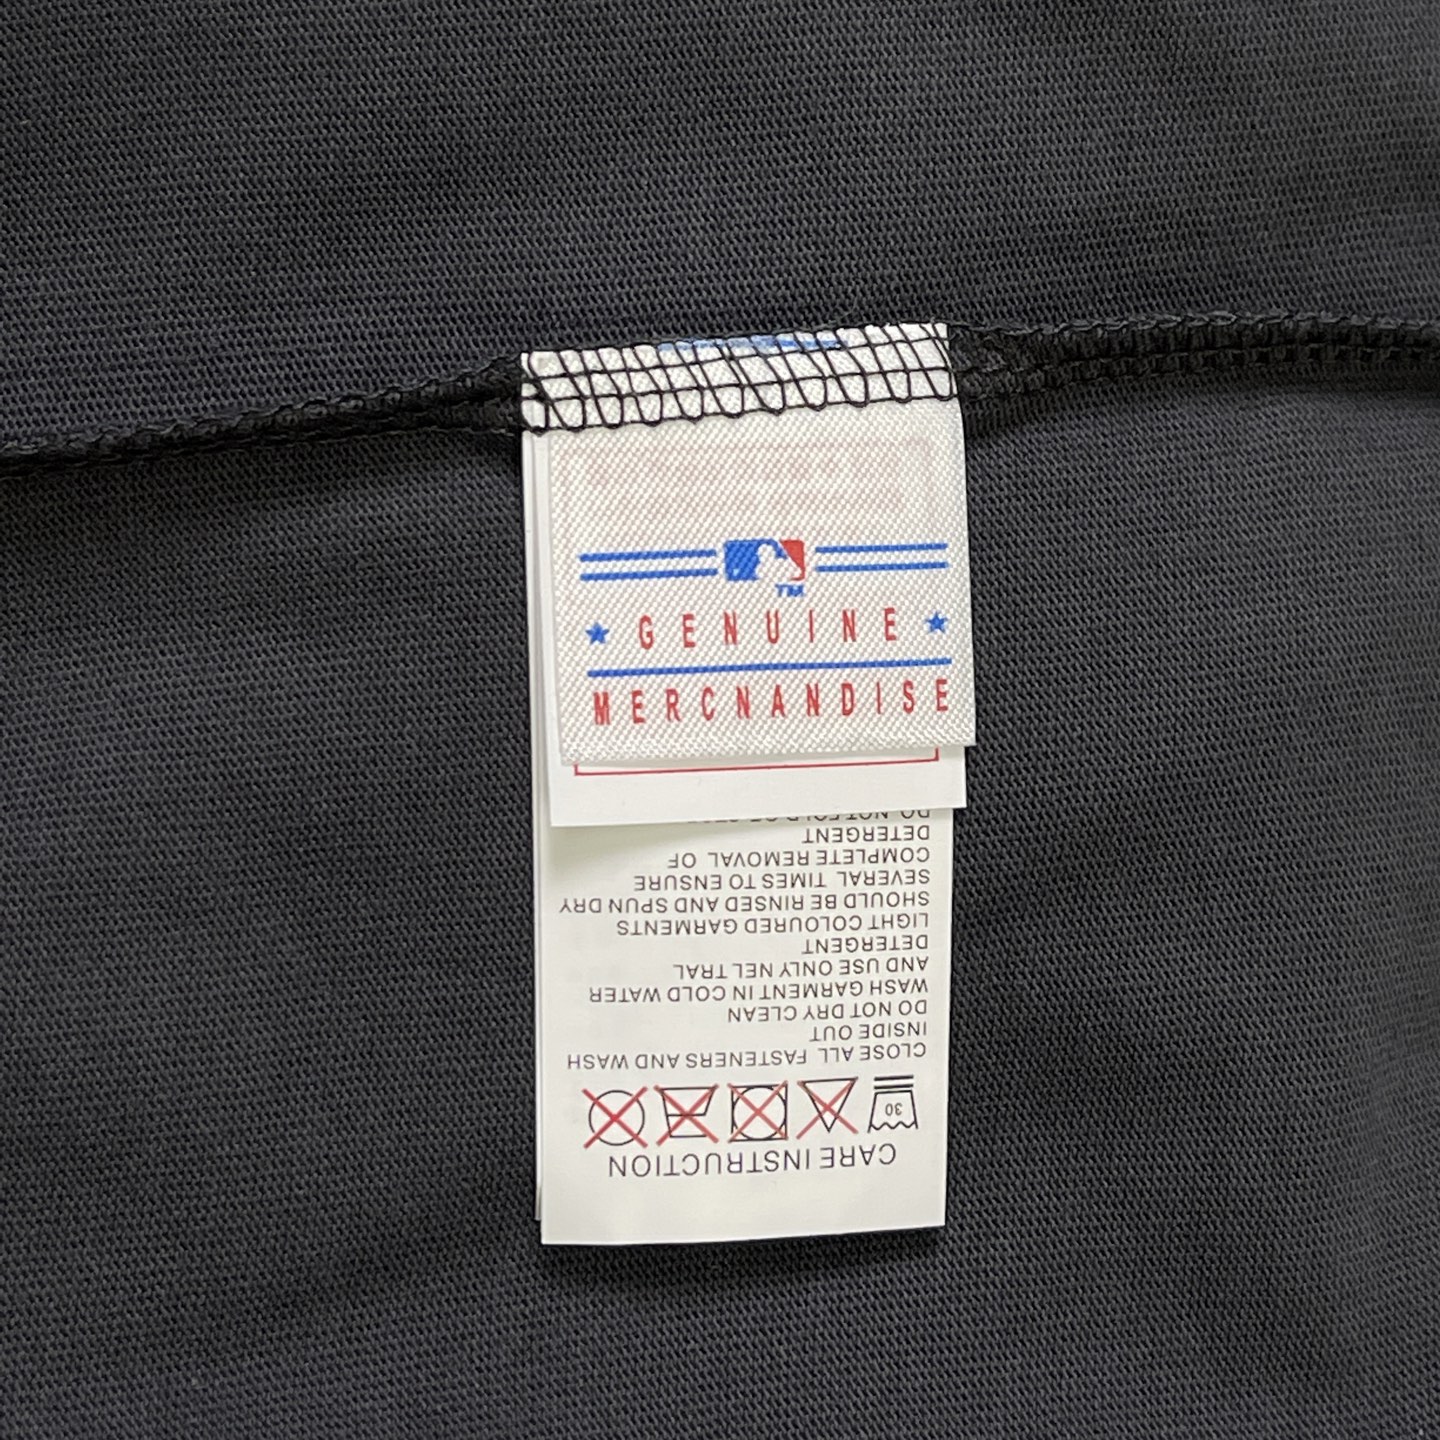 TM
GENUINE
MERCNANDISE
CARE INSTRUCTION
30
CLOSE ALL FASTENERS AND WASH
INSIDE OUT
DO NOT DRY CLEAN
WASH GARMENT IN COLD WATER
AND USE ONLY NEL TRAL
DETERGENT
LIGHT COLOURED GARMENTS
SHOULD BE RINSED AND SPUN DRY
SEVERAL TIMES TO ENSURE
COMPLETE REMOVAL OF
DETERGENT
DO NOT FOLD OR